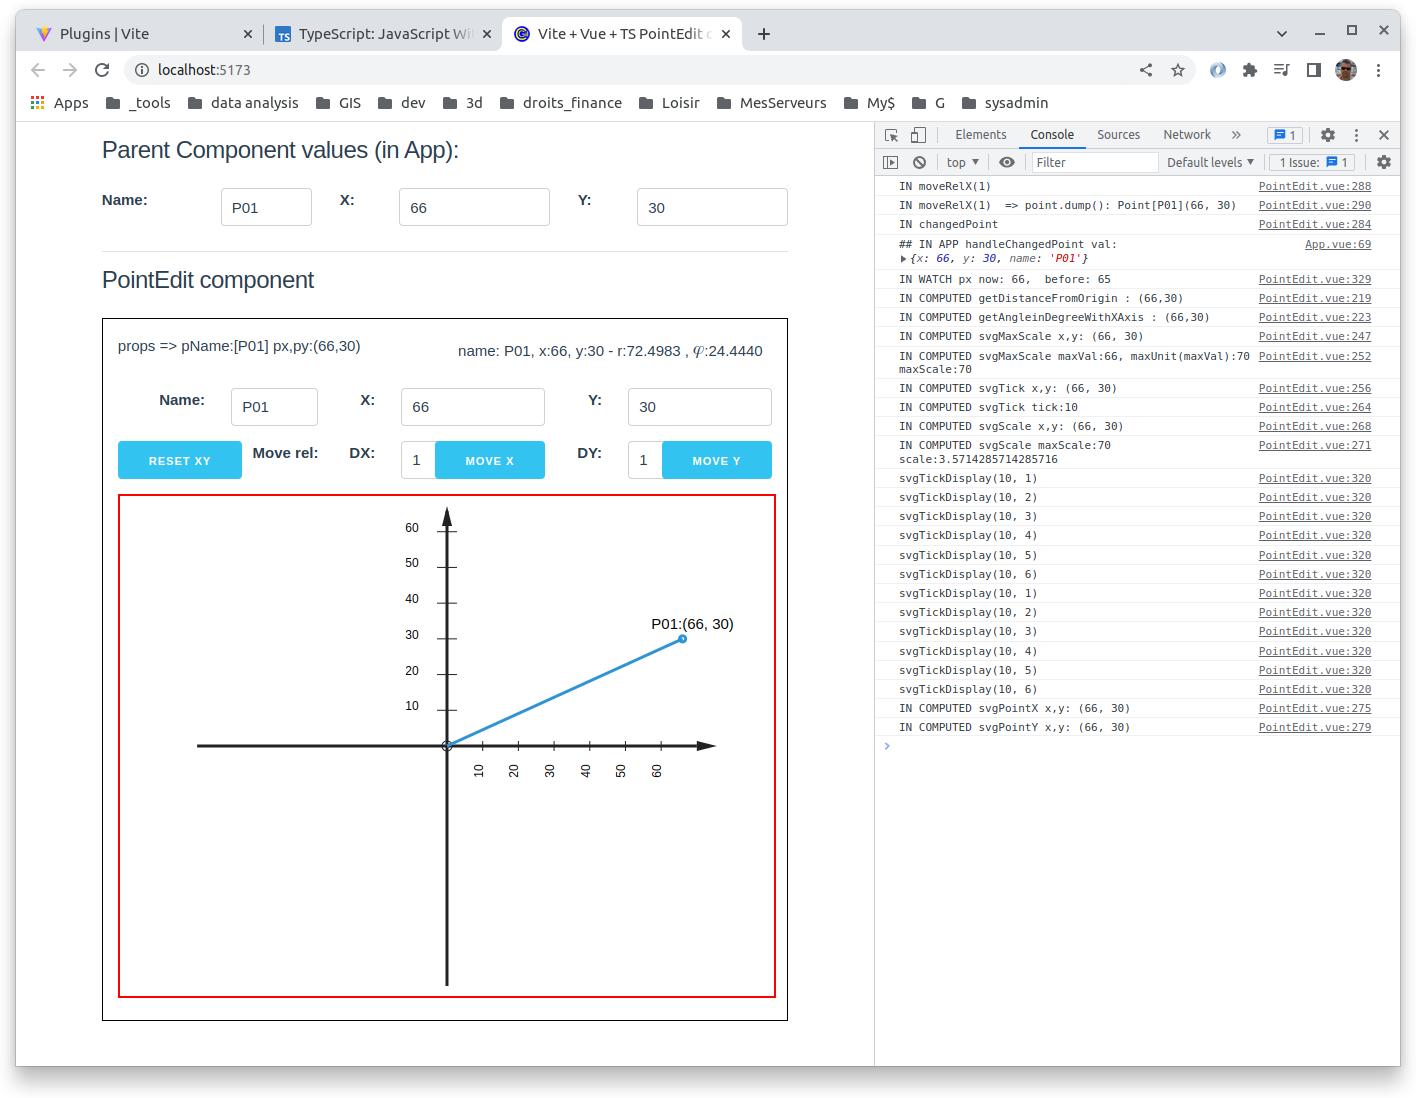 Plugins | Vite
TypeScript: JavaScript Wi
Vite + Vue + TS PointEdit
localhost:5173
Apps _tools data analysis GIS dev 3d droits_finance Loisir MesServeurs My$ G sysadmin
Parent Component values (in App):
Name: P01 X: 66 Y: 30
PointEdit component
props => pName:[P01] px,py:(66,30)
name: P01, x:66, y:30 - r:72.4983 , φ:24.4440
Name: P01 X: 66 Y: 30
RESET XY Move rel: DX: 1 MOVE X DY: 1 MOVE Y
60
50
40
30
20
10
P01:(66, 30)
10 20 30 40 50 60
Elements Console Sources Network » 1
top Filter Default levels 1 Issue: 1
IN moveRelX(1) PointEdit.vue:288
IN moveRelX(1)  => point.dump(): Point[P01](66, 30) PointEdit.vue:290
IN changedPoint PointEdit.vue:284
## IN APP handleChangedPoint val: App.vue:69
{x: 66, y: 30, name: 'P01'}
IN WATCH px now: 66,  before: 65 PointEdit.vue:329
IN COMPUTED getDistanceFromOrigin : (66,30) PointEdit.vue:219
IN COMPUTED getAngleinDegreeWithXAxis : (66,30) PointEdit.vue:223
IN COMPUTED svgMaxScale x,y: (66, 30) PointEdit.vue:247
IN COMPUTED svgMaxScale maxVal:66, maxUnit(maxVal):70 PointEdit.vue:252
maxScale:70
IN COMPUTED svgTick x,y: (66, 30) PointEdit.vue:256
IN COMPUTED svgTick tick:10 PointEdit.vue:264
IN COMPUTED svgScale x,y: (66, 30) PointEdit.vue:268
IN COMPUTED svgScale maxScale:70 PointEdit.vue:271
scale:3.5714285714285716
svgTickDisplay(10, 1) PointEdit.vue:320
svgTickDisplay(10, 2) PointEdit.vue:320
svgTickDisplay(10, 3) PointEdit.vue:320
svgTickDisplay(10, 4) PointEdit.vue:320
svgTickDisplay(10, 5) PointEdit.vue:320
svgTickDisplay(10, 6) PointEdit.vue:320
svgTickDisplay(10, 1) PointEdit.vue:320
svgTickDisplay(10, 2) PointEdit.vue:320
svgTickDisplay(10, 3) PointEdit.vue:320
svgTickDisplay(10, 4) PointEdit.vue:320
svgTickDisplay(10, 5) PointEdit.vue:320
svgTickDisplay(10, 6) PointEdit.vue:320
IN COMPUTED svgPointX x,y: (66, 30) PointEdit.vue:275
IN COMPUTED svgPointY x,y: (66, 30) PointEdit.vue:279